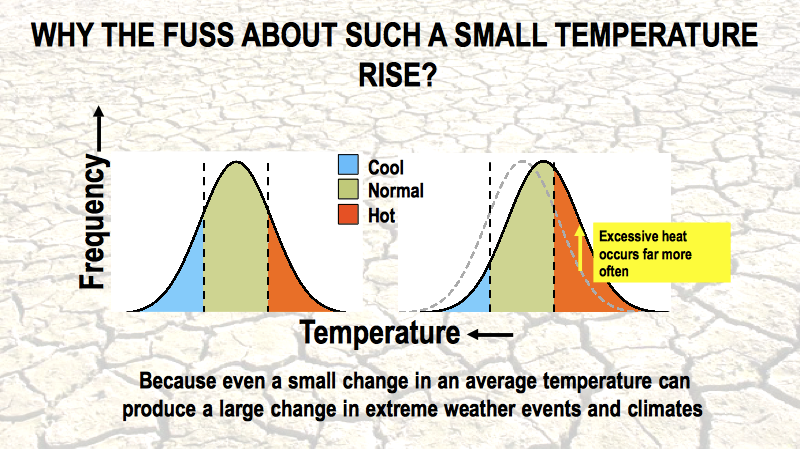 WHY THE FUSS ABOUT SUCH A SMALL TEMPERATURE
RISE?
Frequency
Cool
Normal
Hot
Excessive heat
occurs far more
often
Temperature
Because even a small change in an average temperature can
produce a large change in extreme weather events and climates